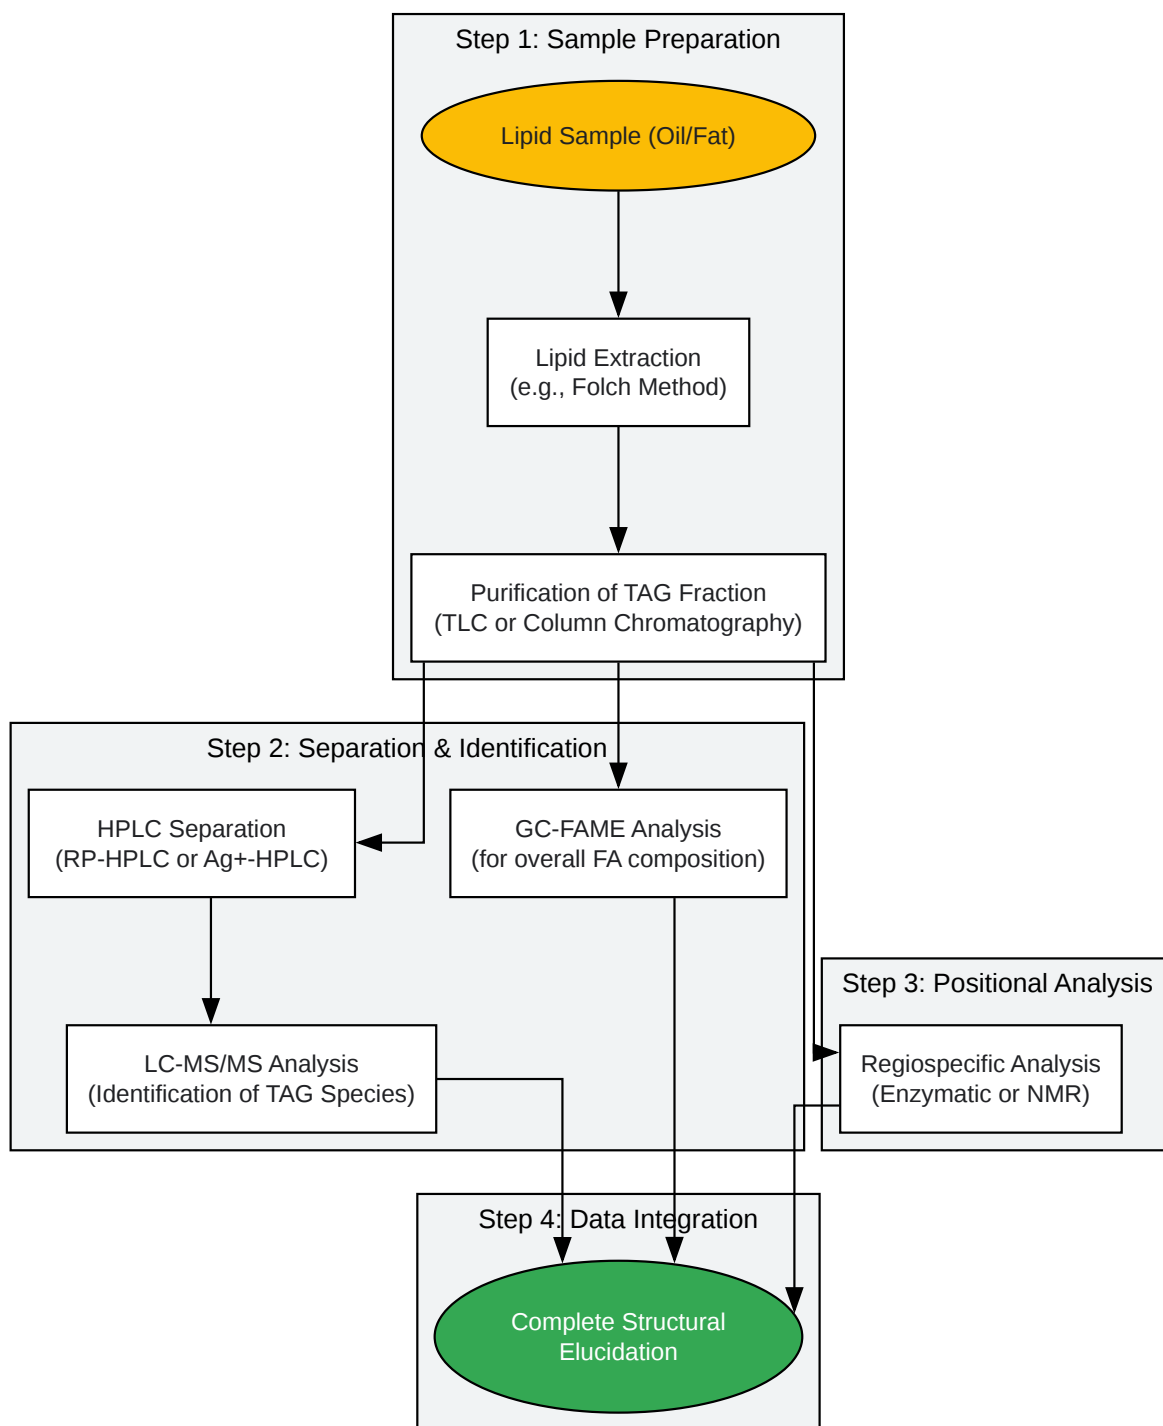 Step 1: Sample Preparation
Lipid Sample (Oil/Fat)
Lipid Extraction
(e.g., Folch Method)
Purification of TAG Fraction
(TLC or Column Chromatography)
Step 2: Separation & Identification
HPLC Separation
(RP-HPLC or Ag+-HPLC)
GC-FAME Analysis
(for overall FA composition)
LC-MS/MS Analysis
(Identification of TAG Species)
Step 3: Positional Analysis
Regiospecific Analysis
(Enzymatic or NMR)
Step 4: Data Integration
Complete Structural
Elucidation